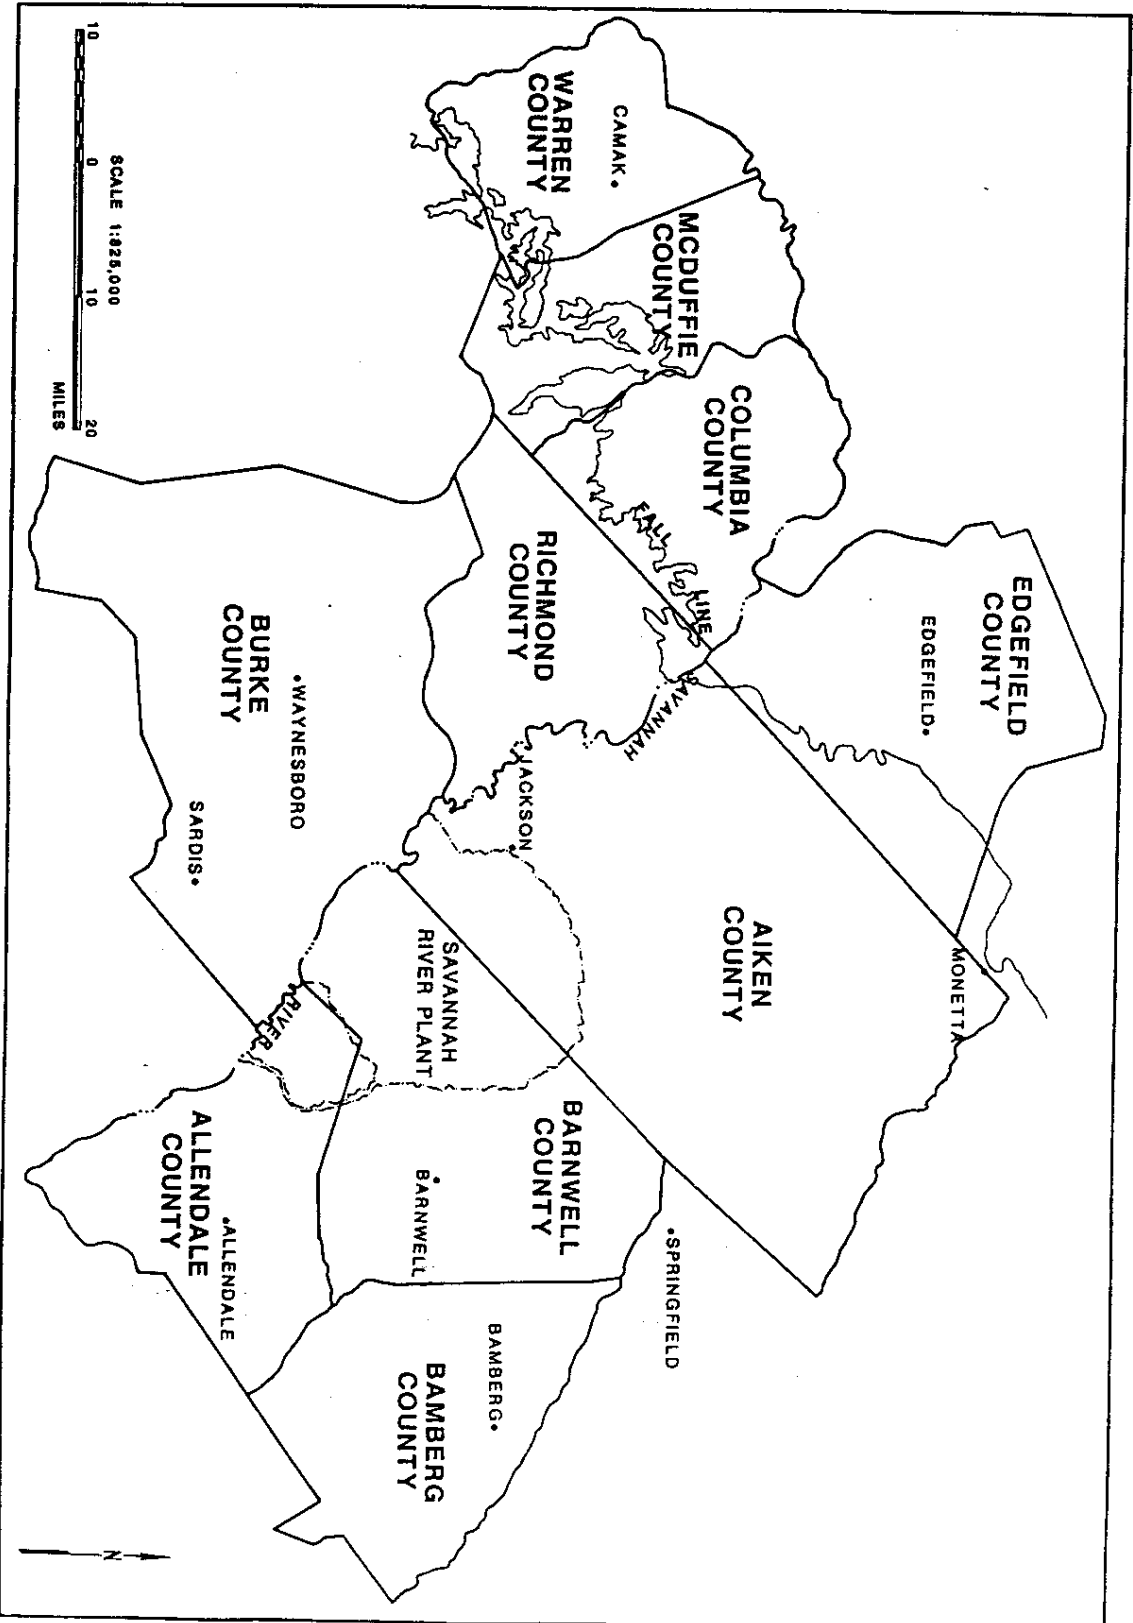 WARREN
COUNTY
CAMAK
MCDUFFIE
COUNTY
COLUMBIA
COUNTY
EDGEFIELD
COUNTY
EDGEFIELD
FALL LINE
SAVANNAH
RICHMOND
COUNTY
JACKSON
AIKEN
COUNTY
MONETTA
BURKE
COUNTY
WAYNESBORO
SARDIS
SAVANNAH
RIVER PLANT
RIVER
BARNWELL
COUNTY
BARNWELL
SPRINGFIELD
ALLENDALE
COUNTY
ALLENDALE
BAMBERG
COUNTY
BAMBERG
SCALE 1:825,000
10 0 10 20
MILES
N